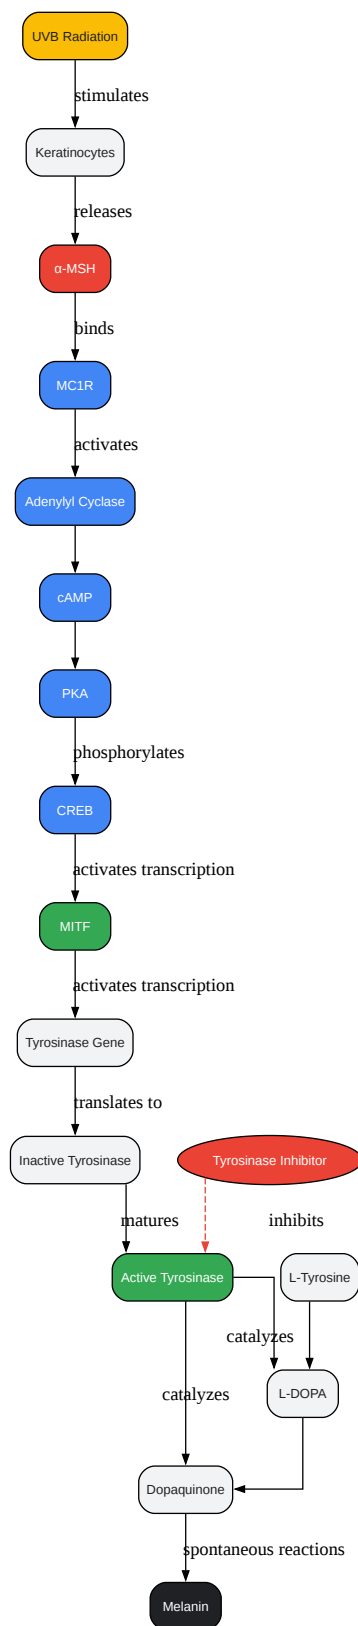 UVB Radiation
stimulates
Keratinocytes
releases
α-MSH
binds
MC1R
activates
Adenylyl Cyclase
cAMP
PKA
phosphorylates
CREB
activates transcription
MITF
activates transcription
Tyrosinase Gene
translates to
Inactive Tyrosinase
Tyrosinase Inhibitor
matures
inhibits
Active Tyrosinase
L-Tyrosine
catalyzes
catalyzes
L-DOPA
Dopaquinone
spontaneous reactions
Melanin